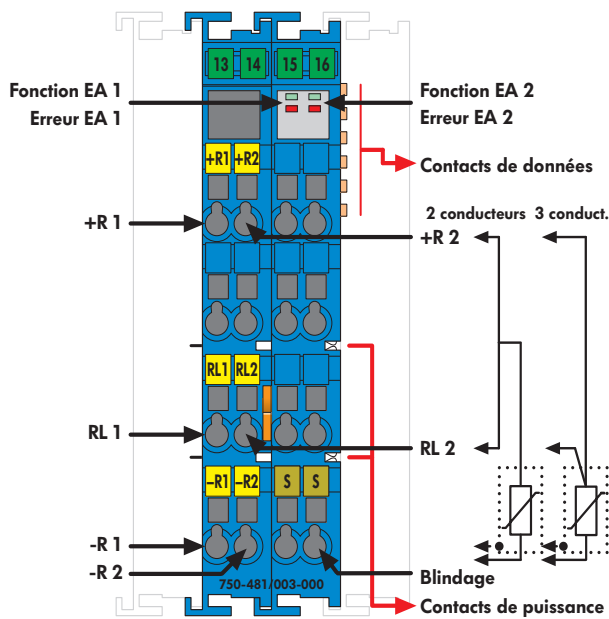 13 14 15 16
Fonction EA 1
Fonction EA 2
Erreur EA 1
Erreur EA 2
+R1 +R2
Contacts de données
+R 1
2 conducteurs 3 conduct.
+R 2
RL1 RL2
RL 1
RL 2
–R1 –R2 S S
-R 1
-R 2
750-481/003-000
Blindage
Contacts de puissance